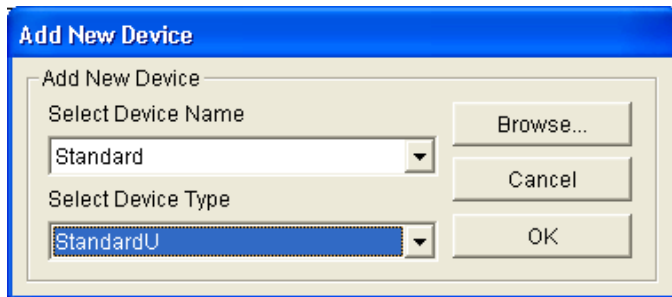 Add New Device
Add New Device
Select Device Name
Standard
Select Device Type
StandardU
Browse...
Cancel
OK